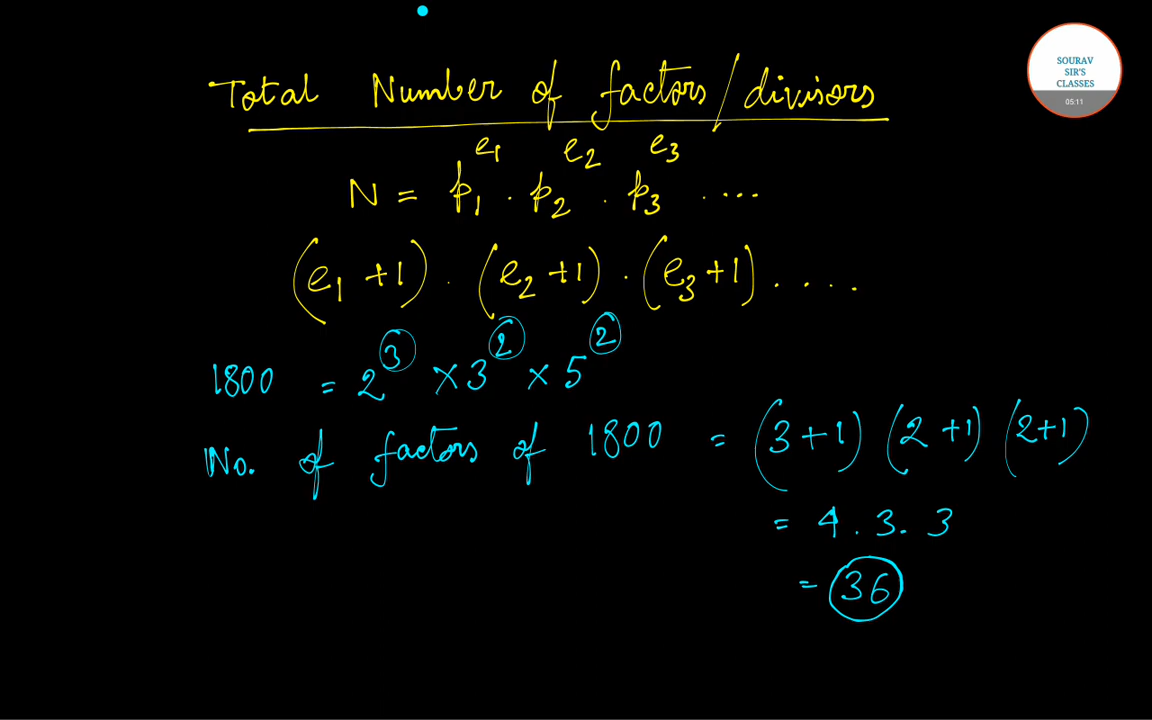 SOURAV
SIR'S
CLASSES
05:11
Total Number of factors/divisors
N = p₁^e₁ . p₂^e₂ . p₃^e₃ . ....
(e₁ +1) . (e₂ +1) . (e₃ +1) . . . . .
1800 = 2^3 × 3^2 × 5^2
No. of factors of 1800 = (3+1) (2+1) (2+1)
= 4 . 3 . 3
= 36